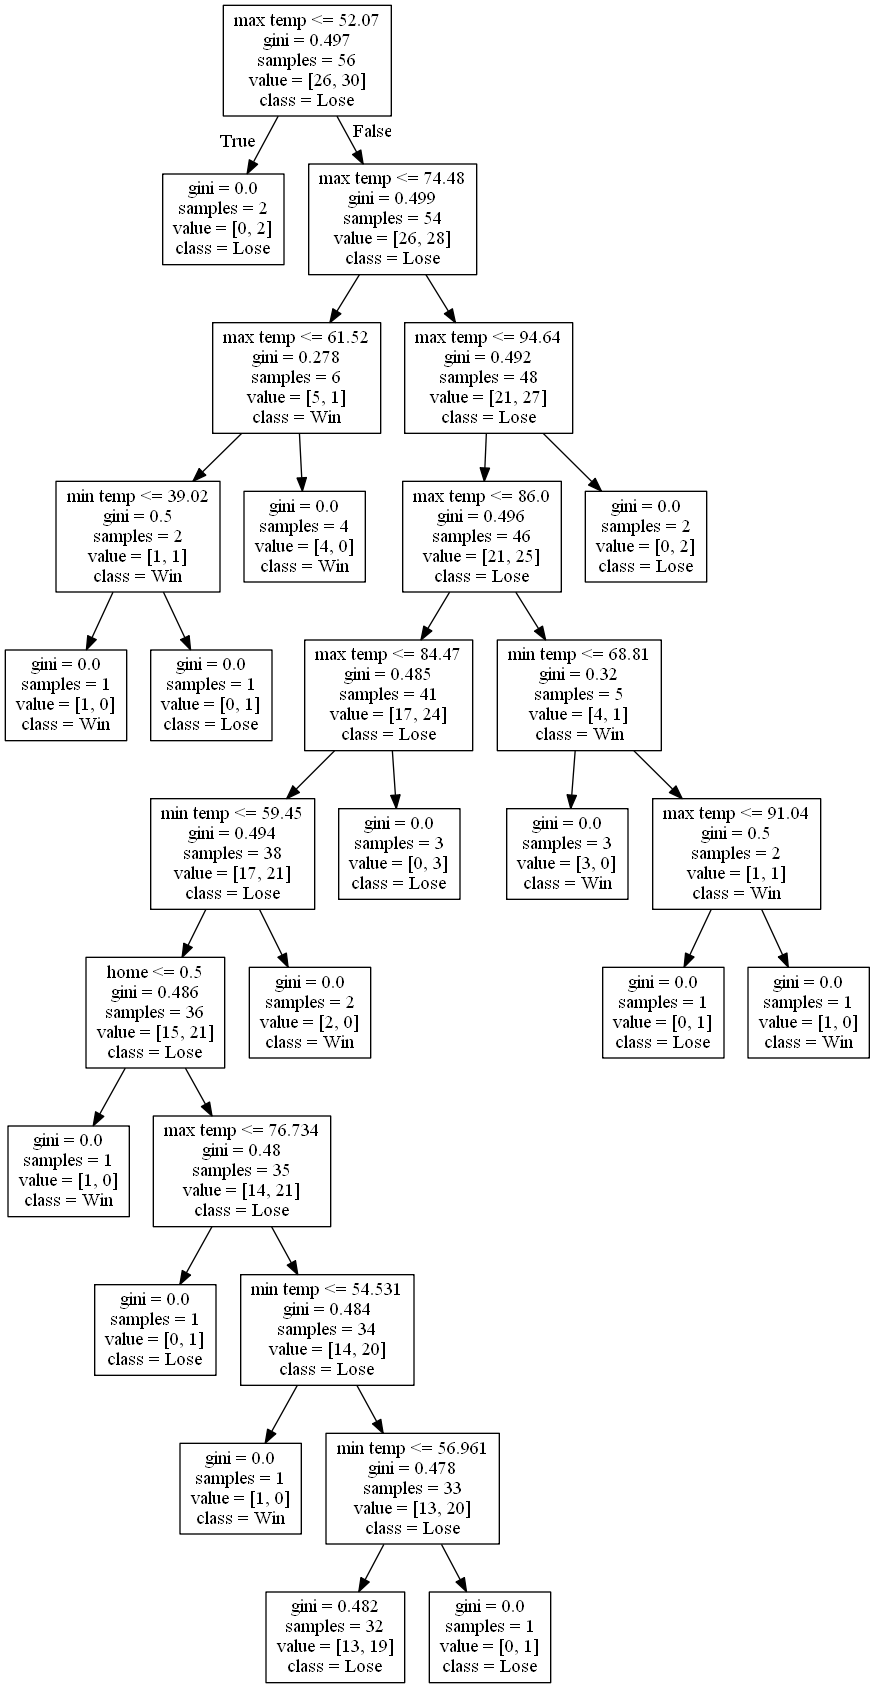 max temp <= 52.07
gini = 0.497
samples = 56
value = [26, 30]
class = Lose
True
False
gini = 0.0
samples = 2
value = [0, 2]
class = Lose
max temp <= 74.48
gini = 0.499
samples = 54
value = [26, 28]
class = Lose
max temp <= 61.52
gini = 0.278
samples = 6
value = [5, 1]
class = Win
max temp <= 94.64
gini = 0.492
samples = 48
value = [21, 27]
class = Lose
min temp <= 39.02
gini = 0.5
samples = 2
value = [1, 1]
class = Win
gini = 0.0
samples = 4
value = [4, 0]
class = Win
max temp <= 86.0
gini = 0.496
samples = 46
value = [21, 25]
class = Lose
gini = 0.0
samples = 2
value = [0, 2]
class = Lose
gini = 0.0
samples = 1
value = [1, 0]
class = Win
gini = 0.0
samples = 1
value = [0, 1]
class = Lose
max temp <= 84.47
gini = 0.485
samples = 41
value = [17, 24]
class = Lose
min temp <= 68.81
gini = 0.32
samples = 5
value = [4, 1]
class = Win
min temp <= 59.45
gini = 0.494
samples = 38
value = [17, 21]
class = Lose
gini = 0.0
samples = 3
value = [0, 3]
class = Lose
gini = 0.0
samples = 3
value = [3, 0]
class = Win
max temp <= 91.04
gini = 0.5
samples = 2
value = [1, 1]
class = Win
home <= 0.5
gini = 0.486
samples = 36
value = [15, 21]
class = Lose
gini = 0.0
samples = 2
value = [2, 0]
class = Win
gini = 0.0
samples = 1
value = [0, 1]
class = Lose
gini = 0.0
samples = 1
value = [1, 0]
class = Win
gini = 0.0
samples = 1
value = [1, 0]
class = Win
max temp <= 76.734
gini = 0.48
samples = 35
value = [14, 21]
class = Lose
gini = 0.0
samples = 1
value = [0, 1]
class = Lose
min temp <= 54.531
gini = 0.484
samples = 34
value = [14, 20]
class = Lose
gini = 0.0
samples = 1
value = [1, 0]
class = Win
min temp <= 56.961
gini = 0.478
samples = 33
value = [13, 20]
class = Lose
gini = 0.482
samples = 32
value = [13, 19]
class = Lose
gini = 0.0
samples = 1
value = [0, 1]
class = Lose